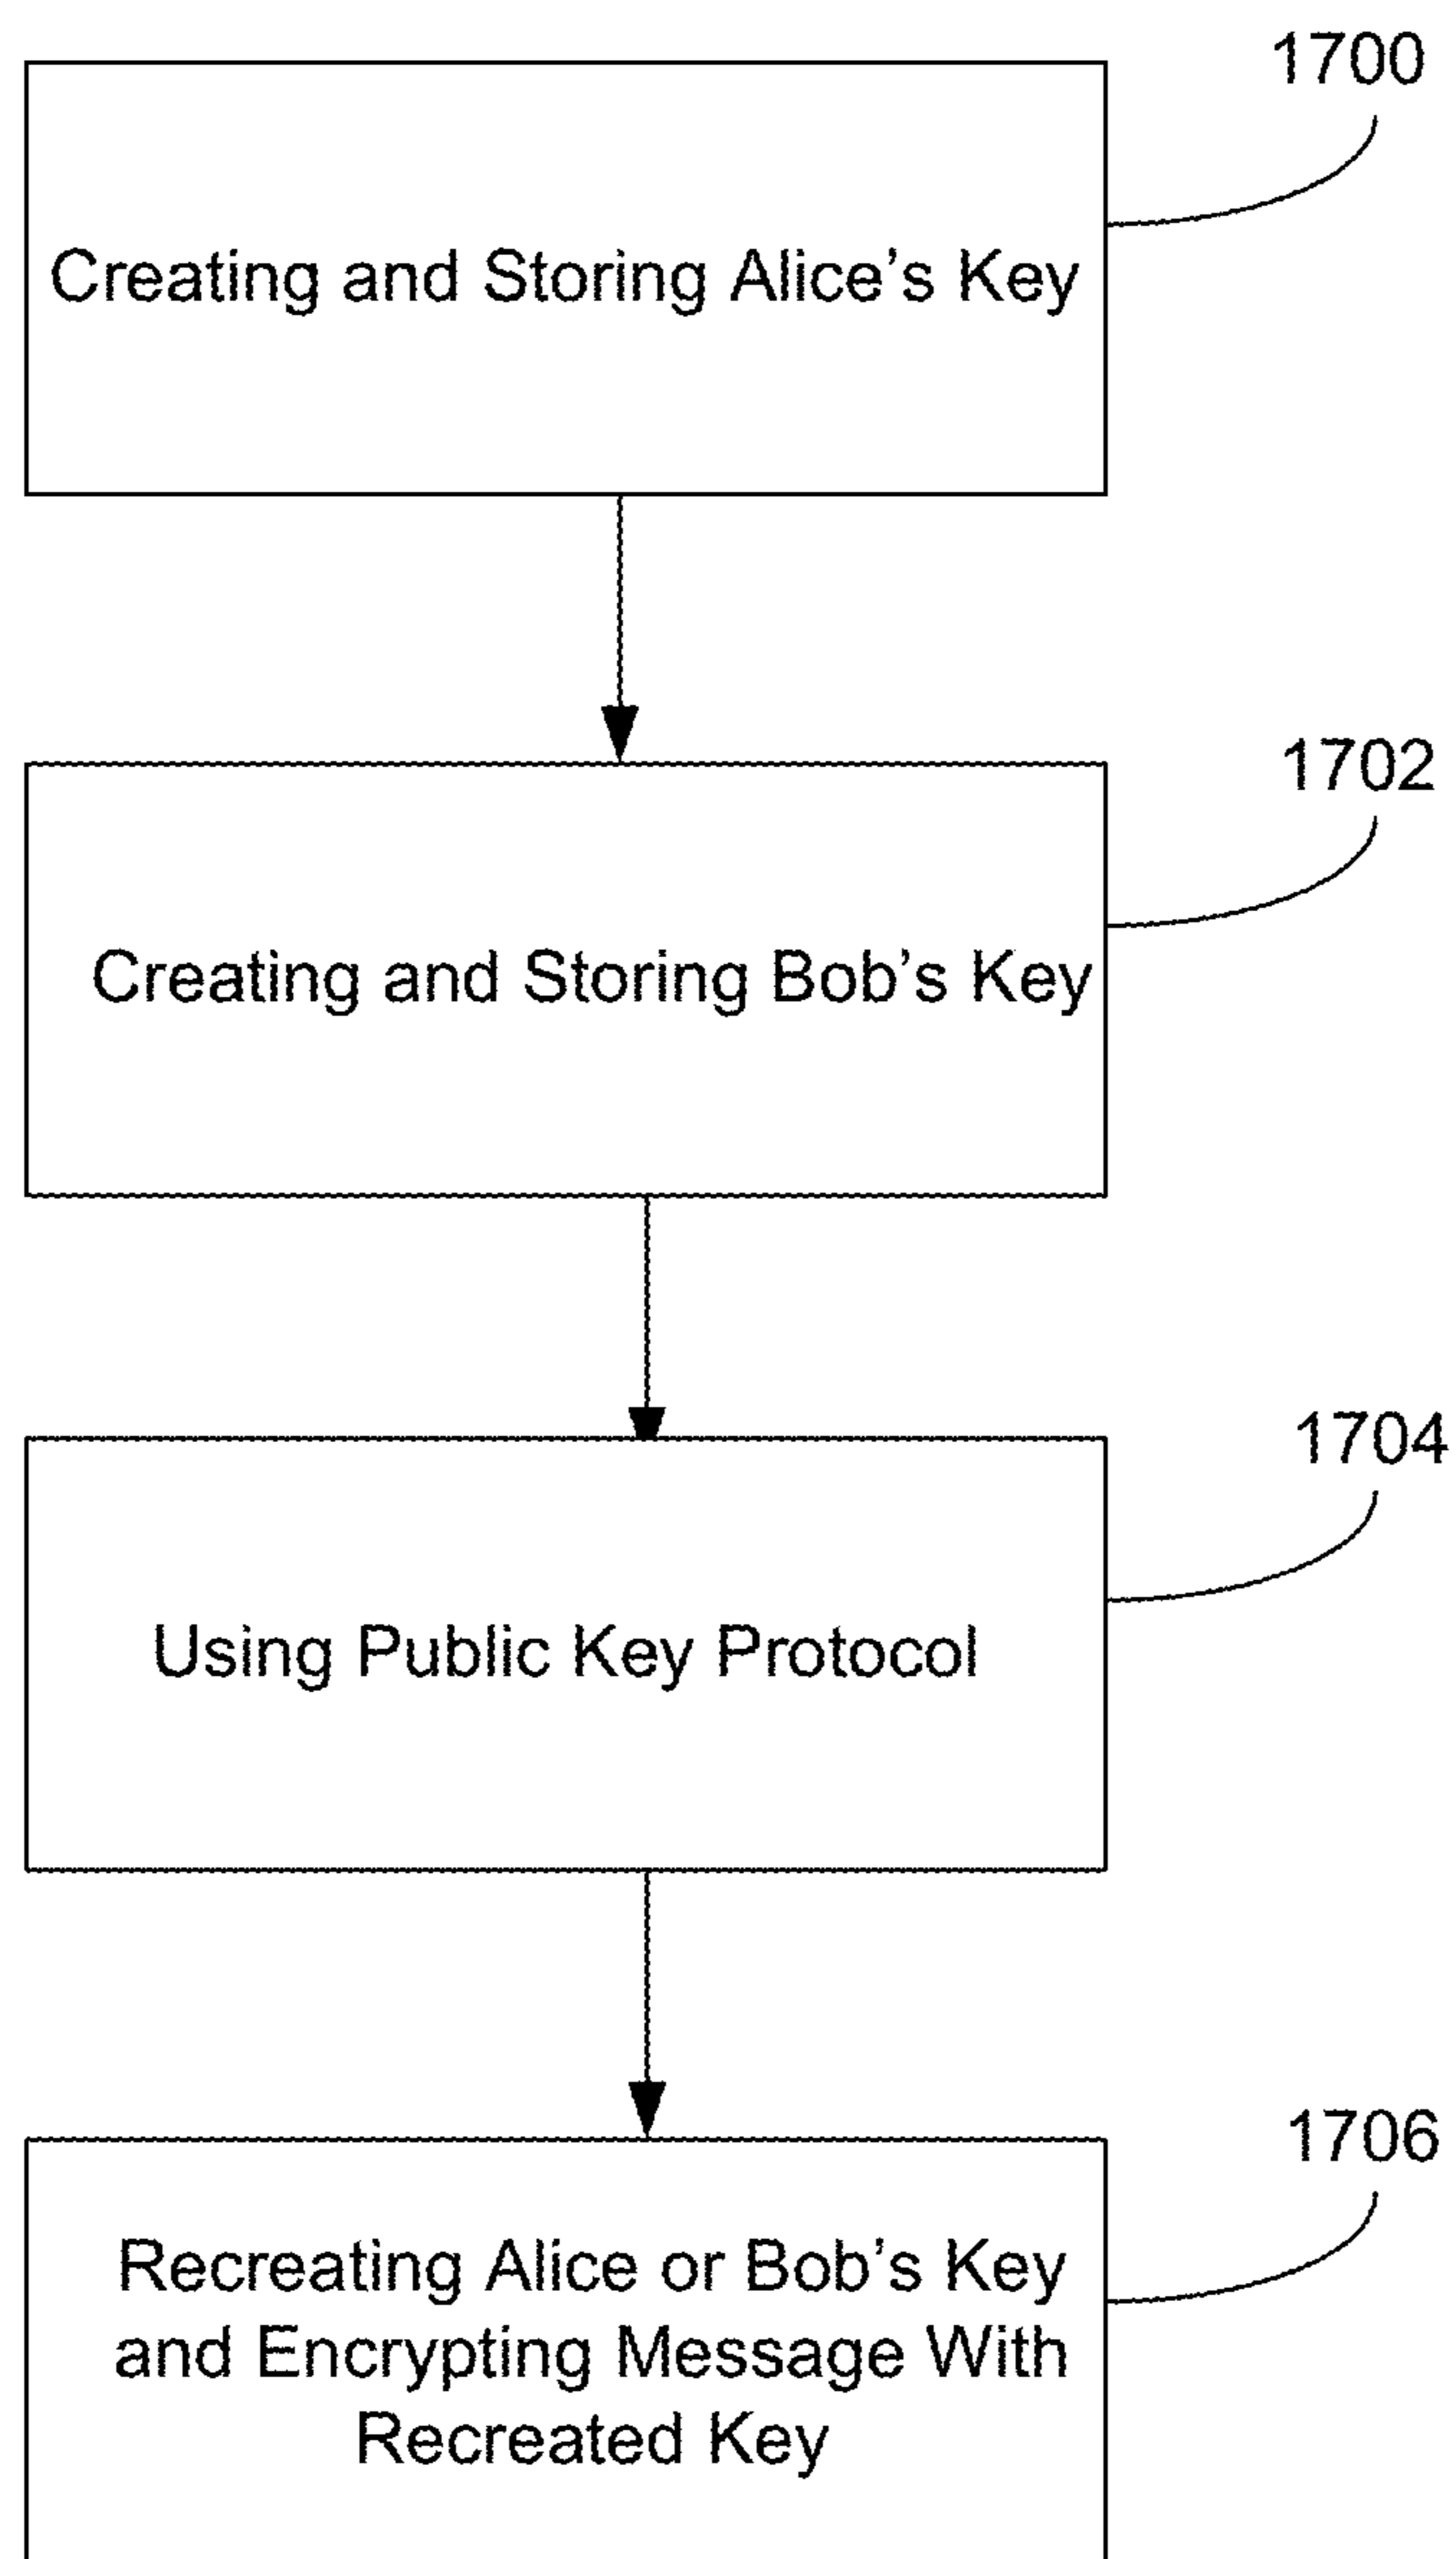 1700
Creating and Storing Alice's Key
1702
Creating and Storing Bob's Key
1704
Using Public Key Protocol
1706
Recreating Alice or Bob's Key
and Encrypting Message With
Recreated Key